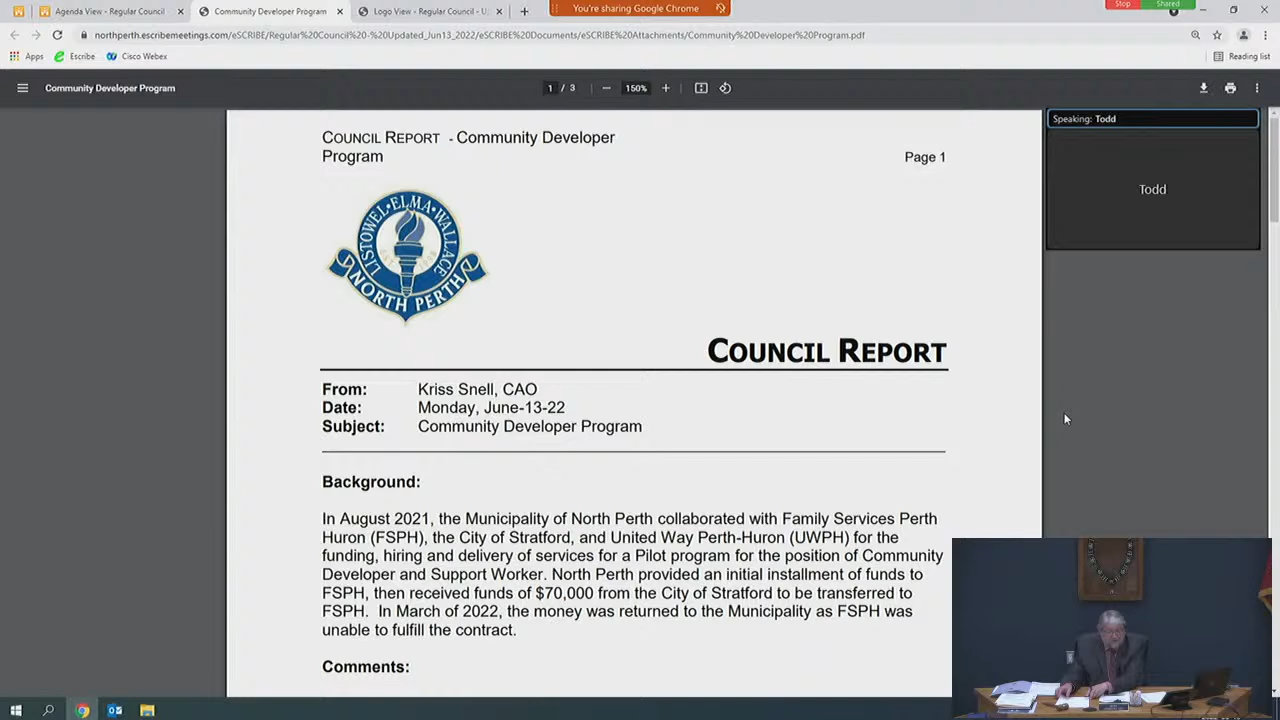 Agenda View - Regular Council
Community Developer Program
Logo View - Regular Council - U
You're sharing Google Chrome
Stop
Shared
northperth.escribemeetings.com/eSCRIBE/Regular%20Council%20-%20Updated_Jun13_2022/eSCRIBE%20Documents/eSCRIBE%20Attachments/Community%20Developer%20Program.pdf
Apps
Escribe
Cisco Webex
Reading list
Community Developer Program
1 / 3
150%
COUNCIL REPORT - Community Developer
Program
Page 1
LISTOWEL•ELMA•WALLACE
NORTH PERTH
COUNCIL REPORT
From: Kriss Snell, CAO
Date: Monday, June-13-22
Subject: Community Developer Program
Background:
In August 2021, the Municipality of North Perth collaborated with Family Services Perth
Huron (FSPH), the City of Stratford, and United Way Perth-Huron (UWPH) for the
funding, hiring and delivery of services for a Pilot program for the position of Community
Developer and Support Worker. North Perth provided an initial installment of funds to
FSPH, then received funds of $70,000 from the City of Stratford to be transferred to
FSPH. In March of 2022, the money was returned to the Municipality as FSPH was
unable to fulfill the contract.
Comments:
Speaking: Todd
Todd